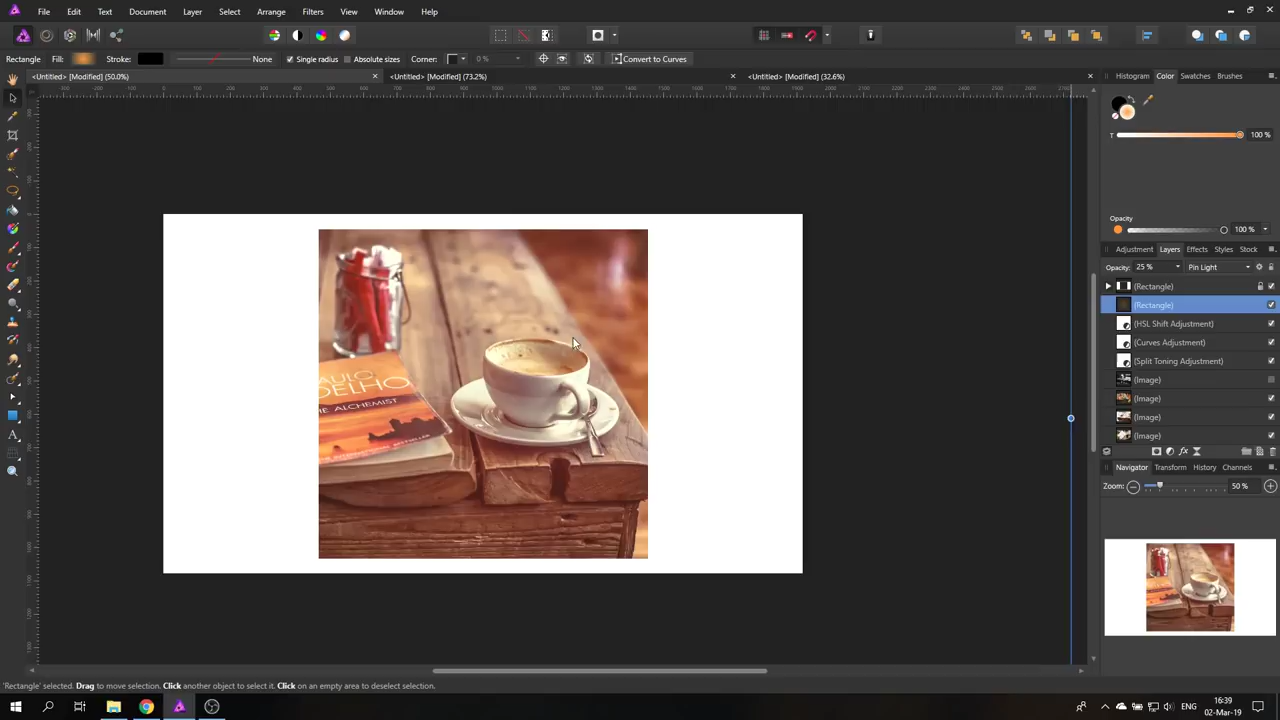 File Edit Text Document Layer Select Arrange Filters View Window Help
Rectangle Fill: Stroke: None Single radius Absolute sizes Corner: 0 % Convert to Curves
<Untitled> [Modified] (50.0%) <Untitled> [Modified] (73.2%) <Untitled> [Modified] (32.6%)
Histogram Color Swatches Brushes
T 100 %
Opacity
100 %
Adjustment Layers Effects Styles Stock
Opacity: 25 % Pin Light
(Rectangle)
(Rectangle)
(HSL Shift Adjustment)
(Curves Adjustment)
(Split Toning Adjustment)
(Image)
(Image)
(Image)
(Image)
Navigator Transform History Channels
Zoom: 50 %
PAULO
COELHO
THE ALCHEMIST
'Rectangle' selected. Drag to move selection. Click another object to select it. Click on an empty area to deselect selection.
ENG
16:39
02-Mar-19